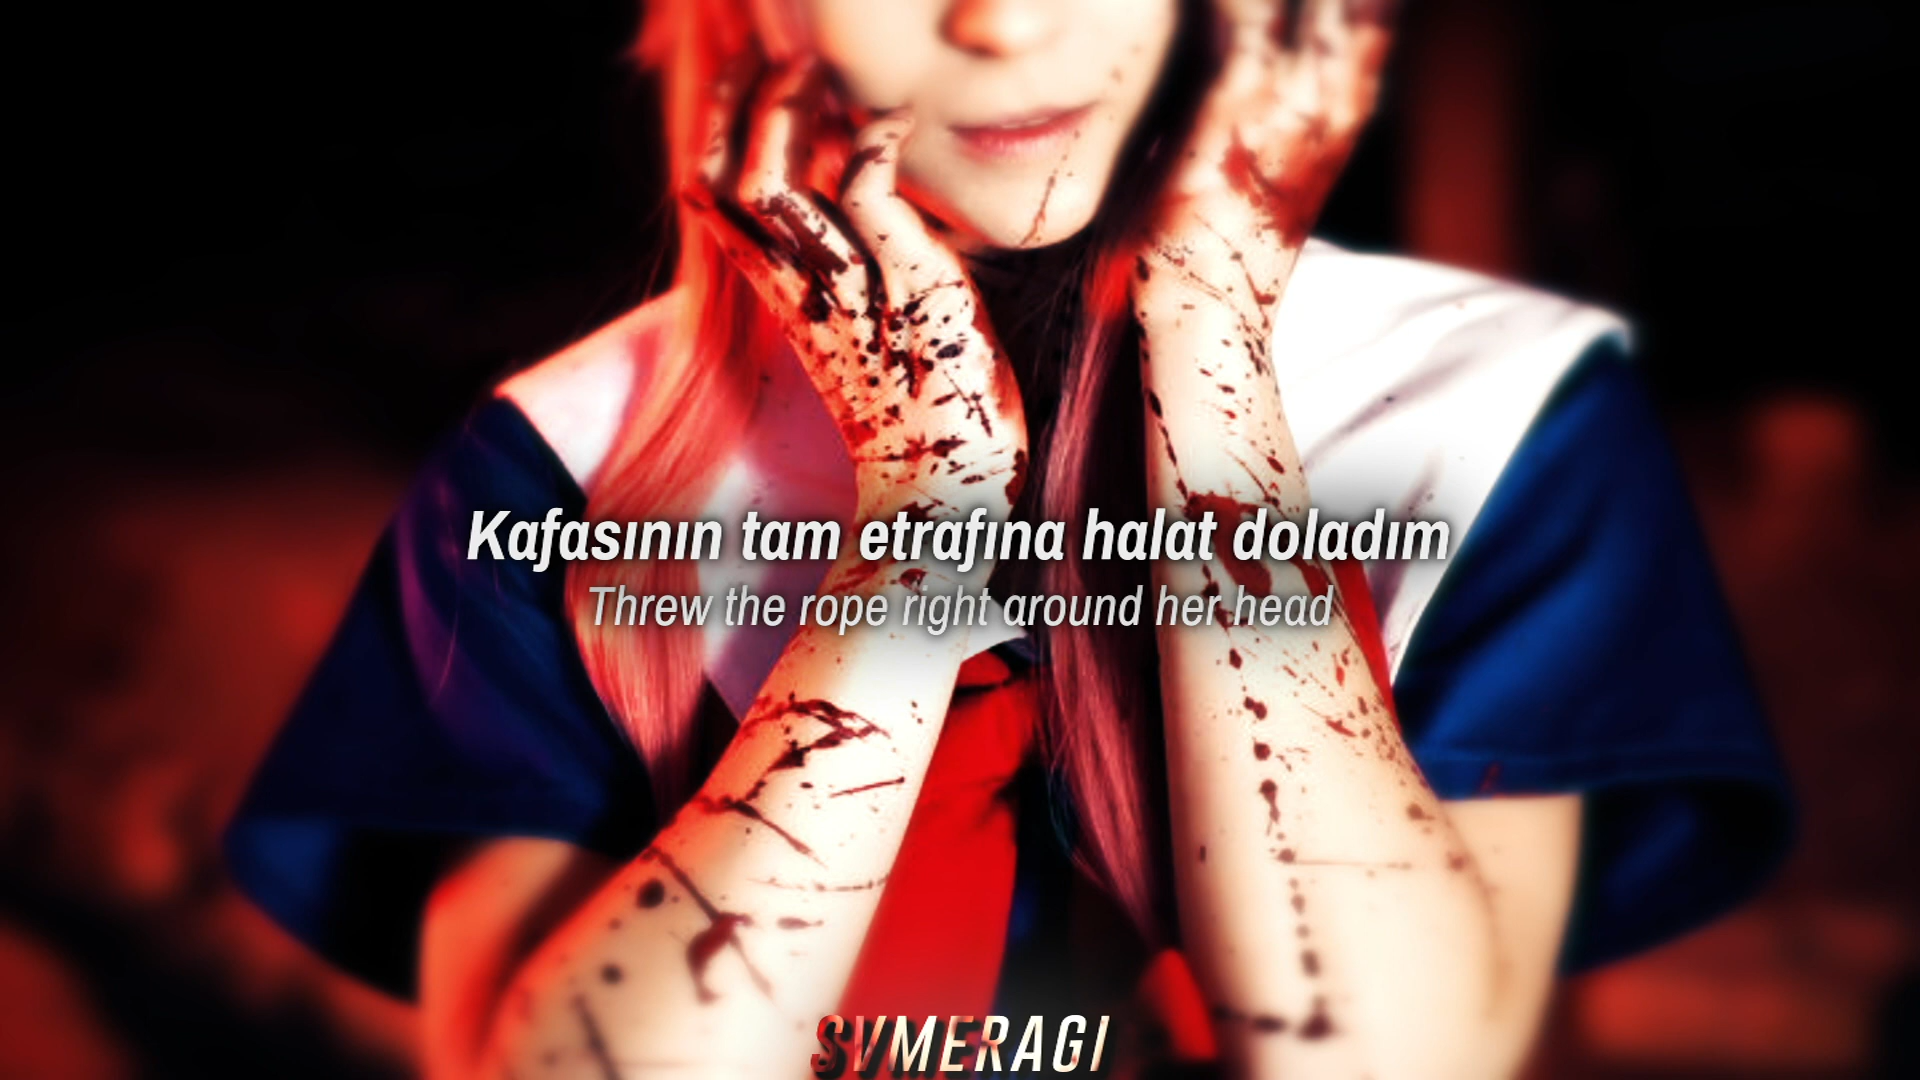 Kafasının tam etrafına halat doladım
Threw the rope right around her head
SVMERAGI